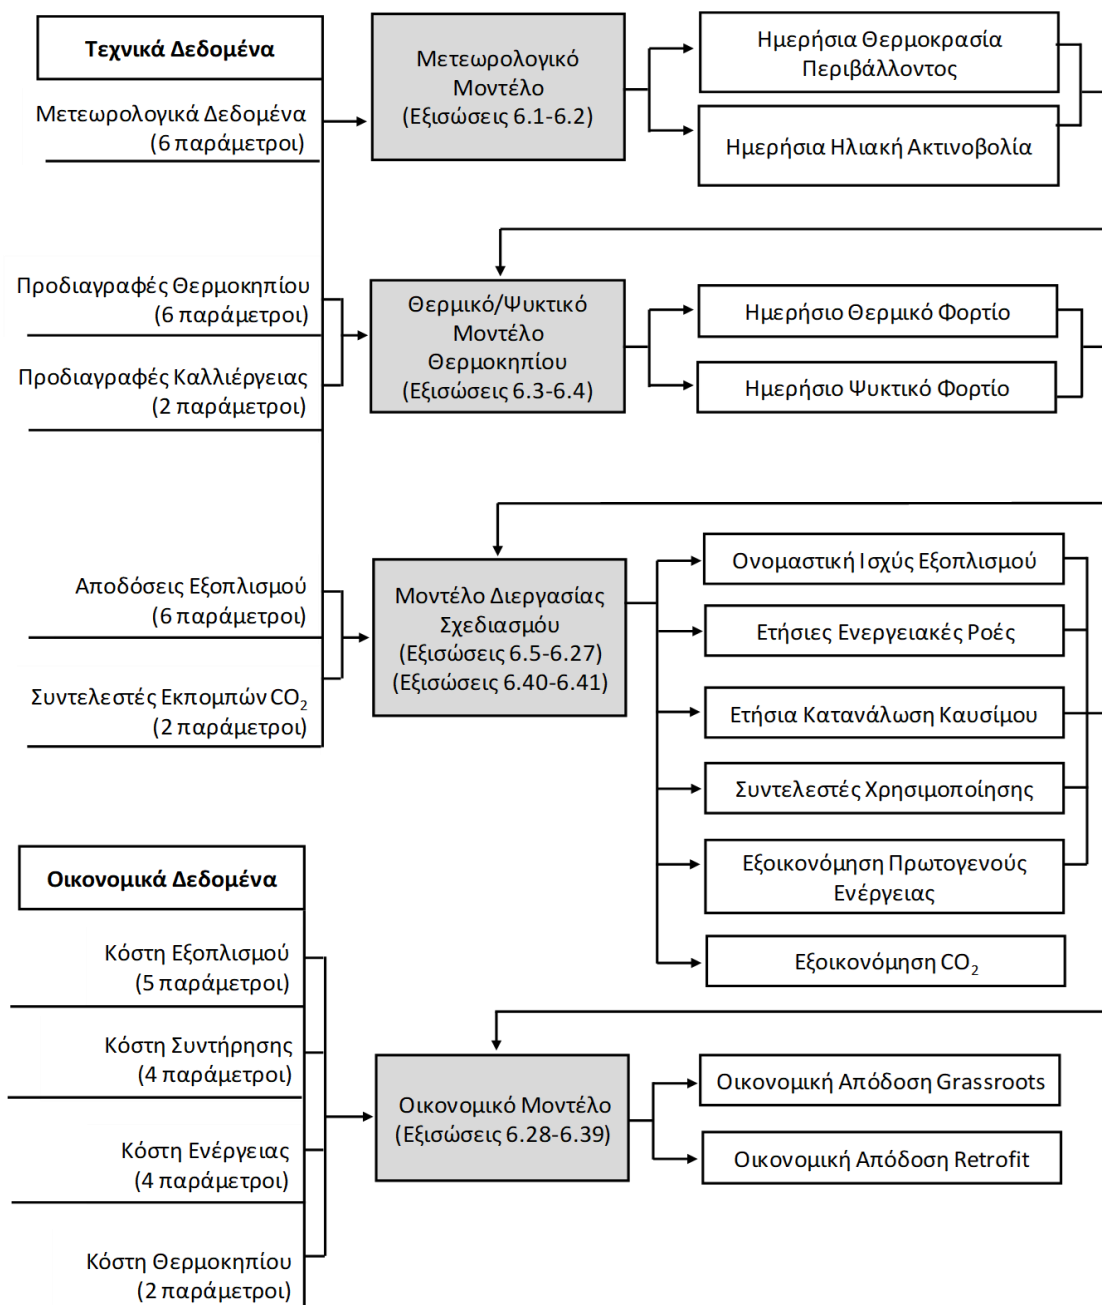 Τεχνικά Δεδομένα
Μετεωρολογικά Δεδομένα
(6 παράμετροι)
Μετεωρολογικό
Μοντέλο
(Εξισώσεις 6.1-6.2)
Ημερήσια Θερμοκρασία
Περιβάλλοντος
Ημερήσια Ηλιακή Ακτινοβολία
Προδιαγραφές Θερμοκηπίου
(6 παράμετροι)
Προδιαγραφές Καλλιέργειας
(2 παράμετροι)
Θερμικό/Ψυκτικό
Μοντέλο
Θερμοκηπίου
(Εξισώσεις 6.3-6.4)
Ημερήσιο Θερμικό Φορτίο
Ημερήσιο Ψυκτικό Φορτίο
Αποδόσεις Εξοπλισμού
(6 παράμετροι)
Συντελεστές Εκπομπών CO₂
(2 παράμετροι)
Μοντέλο Διεργασίας
Σχεδιασμόυ
(Εξισώσεις 6.5-6.27)
(Εξισώσεις 6.40-6.41)
Ονομαστική Ισχύς Εξοπλισμού
Ετήσιες Ενεργειακές Ροές
Ετήσια Κατανάλωση Καυσίμου
Συντελεστές Χρησιμοποίησης
Εξοικονόμηση Πρωτογενούς
Ενέργειας
Εξοικονόμηση CO₂
Οικονομικά Δεδομένα
Κόστη Εξοπλισμού
(5 παράμετροι)
Κόστη Συντήρησης
(4 παράμετροι)
Κόστη Ενέργειας
(4 παράμετροι)
Κόστη Θερμοκηπίου
(2 παράμετροι)
Οικονομικό Μοντέλο
(Εξισώσεις 6.28-6.39)
Οικονομική Απόδοση Grassroots
Οικονομική Απόδοση Retrofit